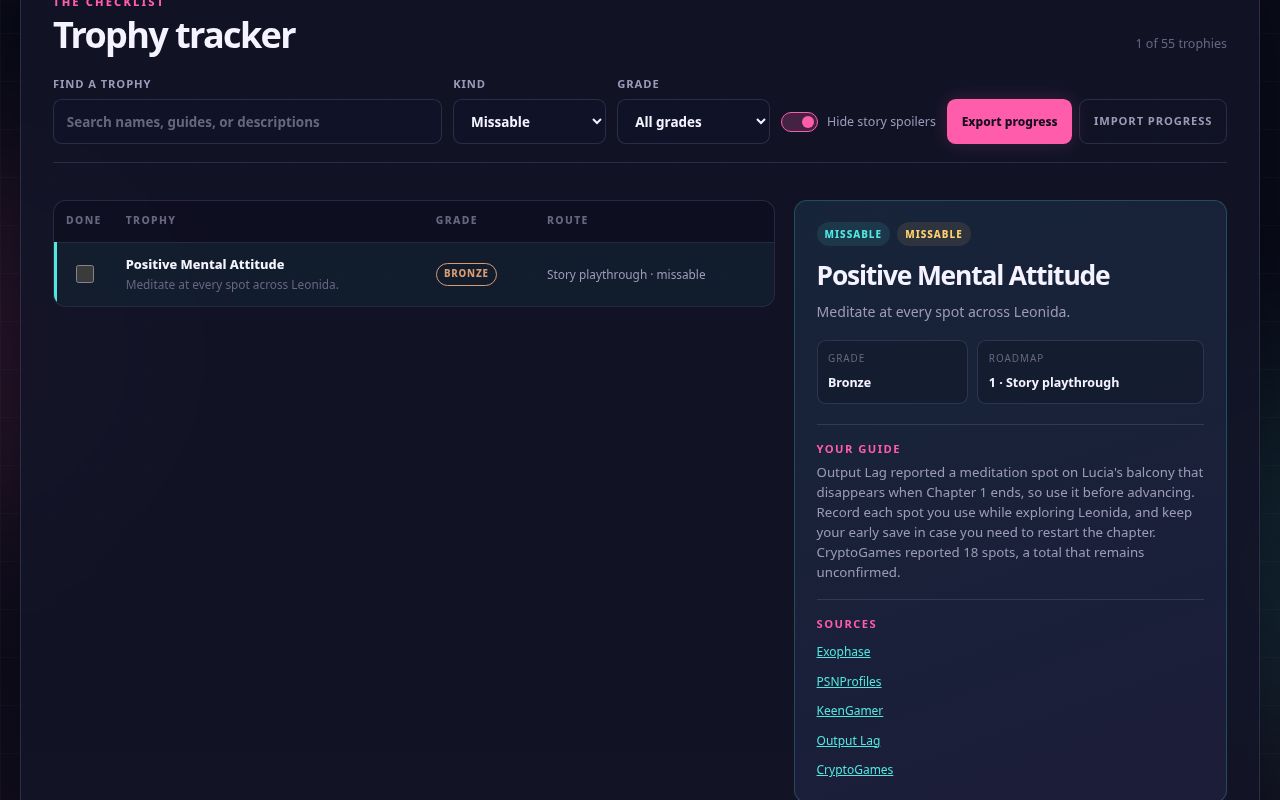 THE CHECKLIST
Trophy tracker
1 of 55 trophies
FIND A TROPHY
KIND
GRADE
Search names, guides, or descriptions
Missable
All grades
Hide story spoilers
Export progress
IMPORT PROGRESS
DONE
TROPHY
GRADE
ROUTE
Positive Mental Attitude
Meditate at every spot across Leonida.
BRONZE
Story playthrough · missable
MISSABLE
MISSABLE
Positive Mental Attitude
Meditate at every spot across Leonida.
GRADE
Bronze
ROADMAP
1 · Story playthrough
YOUR GUIDE
Output Lag reported a meditation spot on Lucia's balcony that
disappears when Chapter 1 ends, so use it before advancing.
Record each spot you use while exploring Leonida, and keep
your early save in case you need to restart the chapter.
CryptoGames reported 18 spots, a total that remains
unconfirmed.
SOURCES
Exophase
PSNProfiles
KeenGamer
Output Lag
CryptoGames